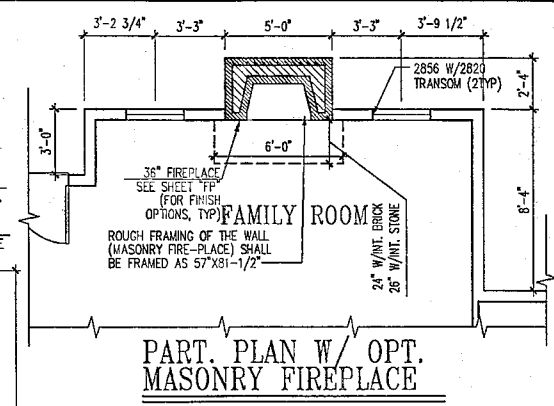 3'-2 3/4" 3'-3" 5'-0" 3'-3" 3'-9 1/2"
2856 W/2820
TRANSOM (2TYP)
2'-4"
3'-0"
6'-0"
8'-4"
36" FIREPLACE
SEE SHEET "FP"
(FOR FINISH
OPTIONS, TYP)
FAMILY ROOM
ROUGH FRAMING OF THE WALL
(MASONRY FIRE-PLACE) SHALL
BE FRAMED AS 57"X81-1/2"
24" W/INT. BRICK
26" W/INT. STONE
PART. PLAN W/ OPT.
MASONRY FIREPLACE